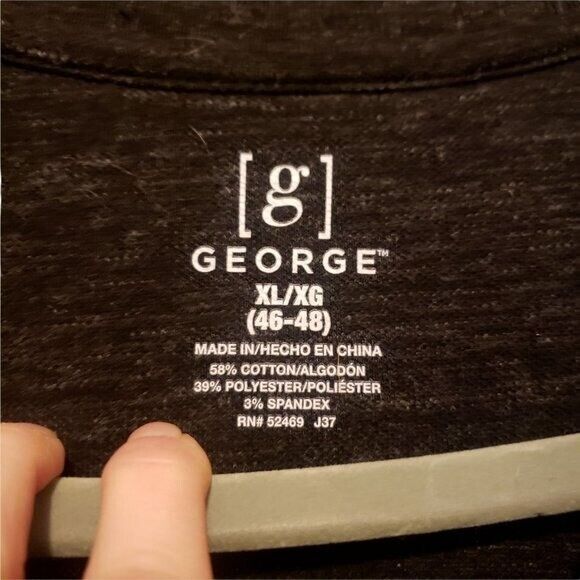 [g]
GEORGE™
XL/XG
(46-48)
MADE IN/HECHO EN CHINA
58% COTTON/ALGODÓN
39% POLYESTER/POLIÉSTER
3% SPANDEX
RN# 52469 J37